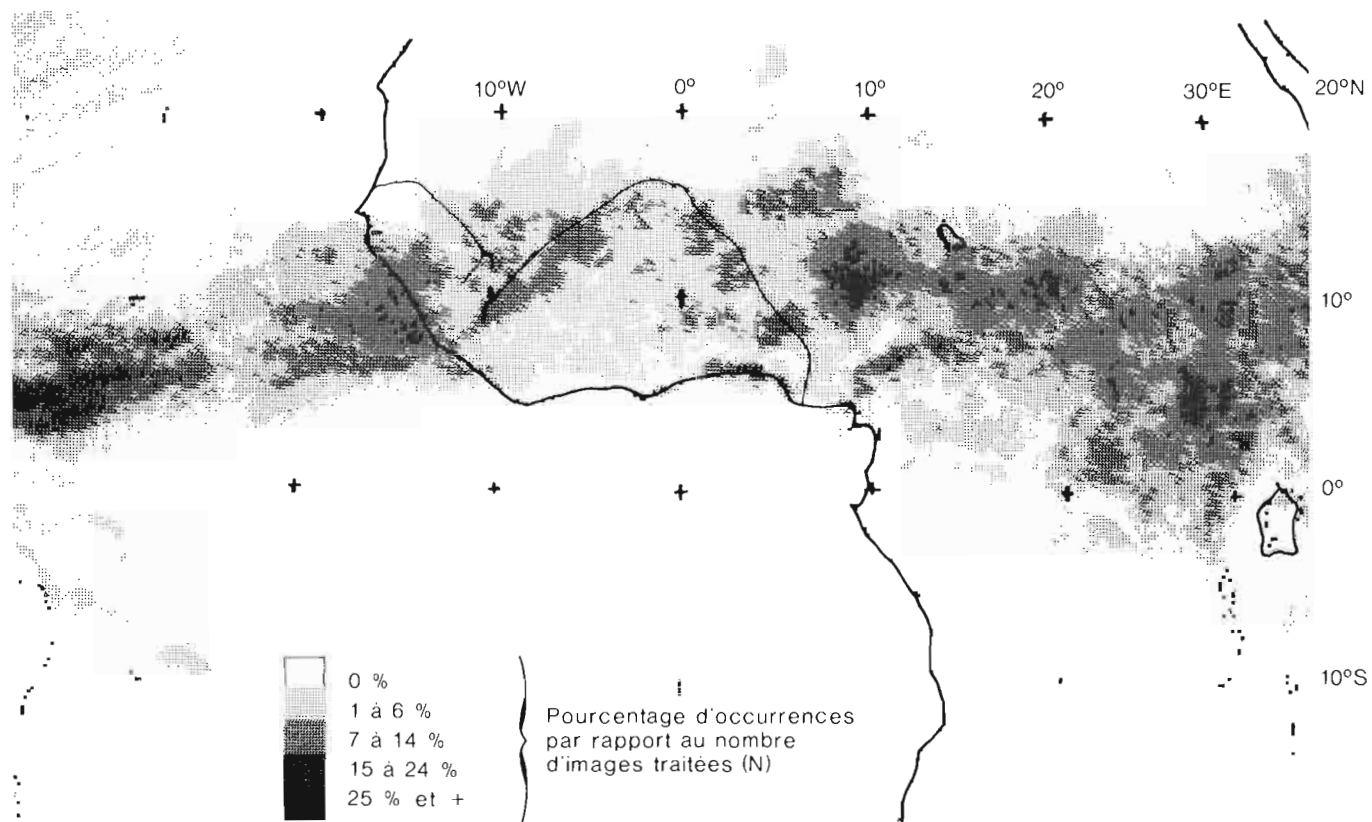 10°W 0° 10° 20° 30°E 20°N
10°
0°
10°S
0 %
1 à 6 %
7 à 14 %
15 à 24 %
25 % et +
Pourcentage d'occurrences
par rapport au nombre
d'images traitées (N)